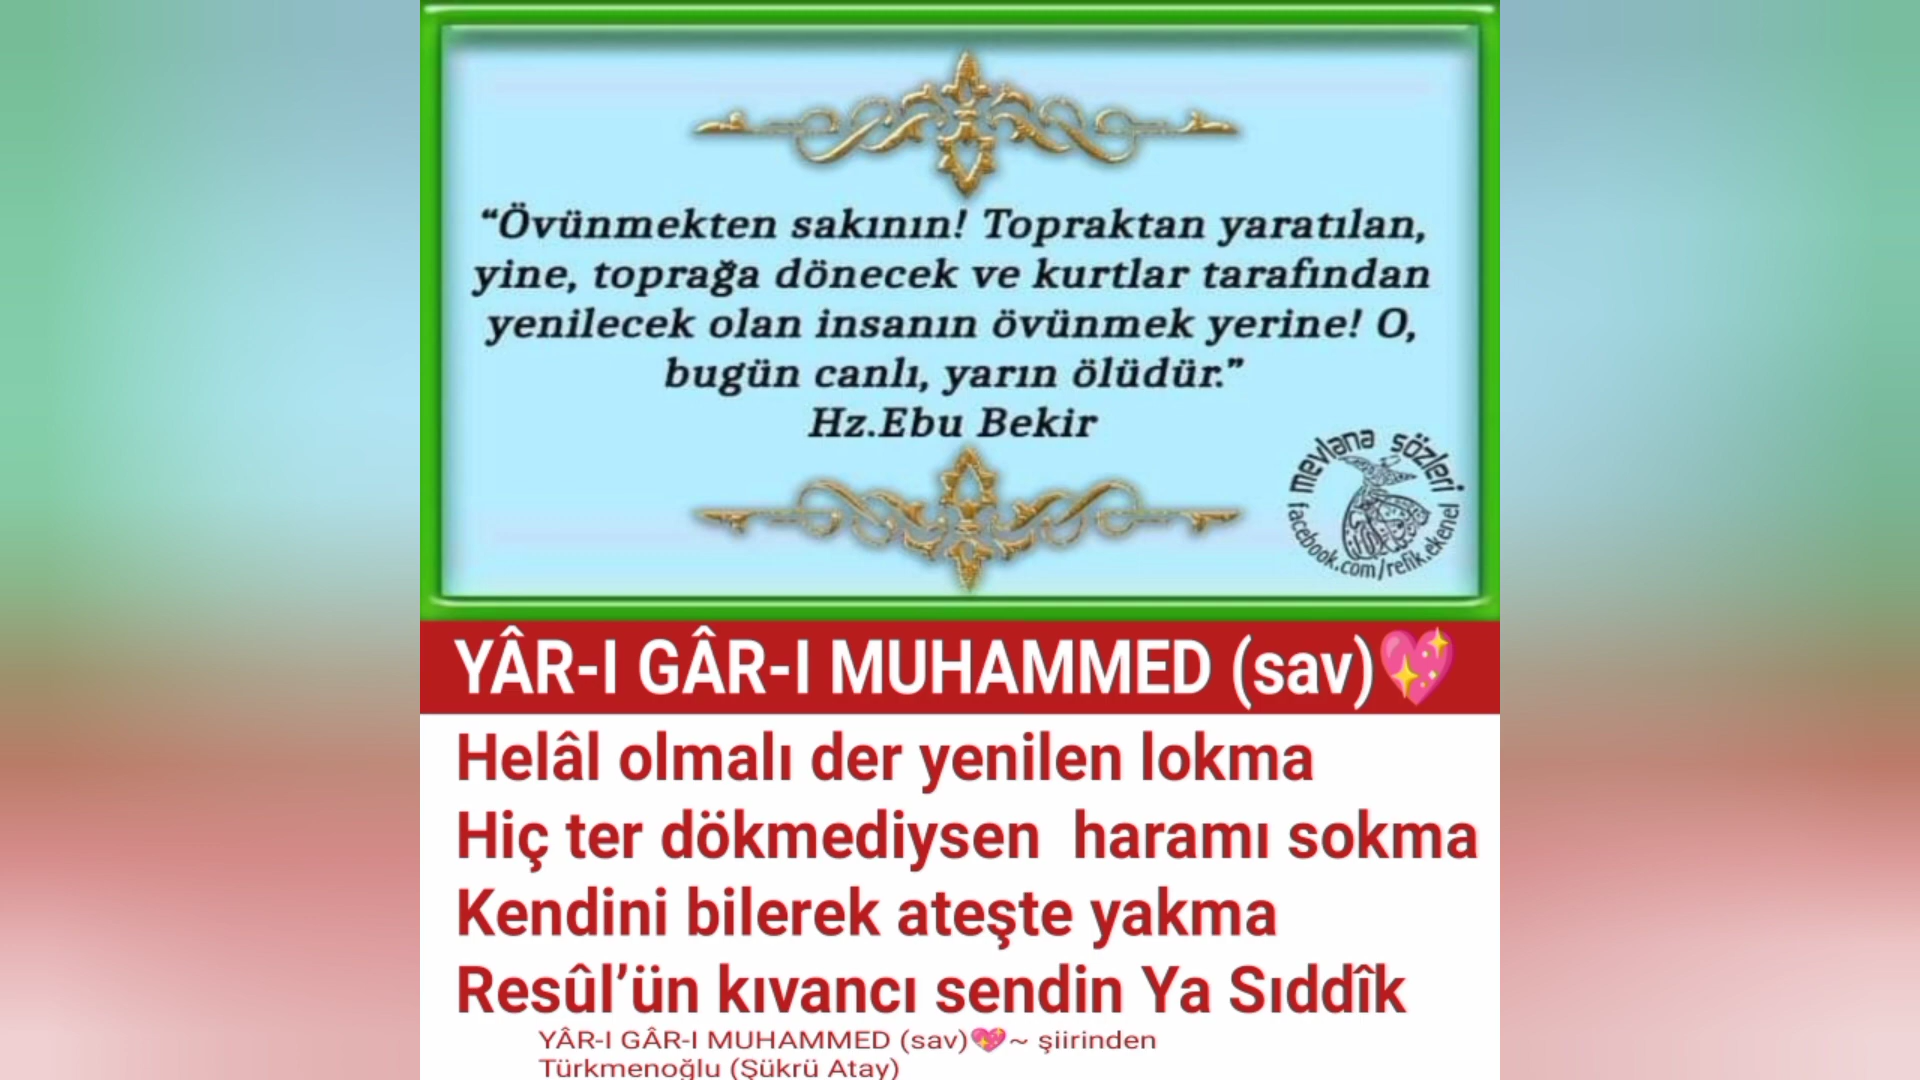 “Övünmekten sakının! Topraktan yaratılan,
yine, toprağa dönecek ve kurtlar tarafından
yenilecek olan insanın övünmek yerine! O,
bugün canlı, yarın ölüdür.”
Hz.Ebu Bekir
mevlana sözleri
facebook.com/refik.ekenel
YÂR-I GÂR-I MUHAMMED (sav)💖
Helâl olmalı der yenilen lokma
Hiç ter dökmediysen  haramı sokma
Kendini bilerek ateşte yakma
Resûl’ün kıvancı sendin Ya Sıddîk
YÂR-I GÂR-I MUHAMMED (sav)💖~ şiirinden
Türkmenoğlu (Şükrü Atay)